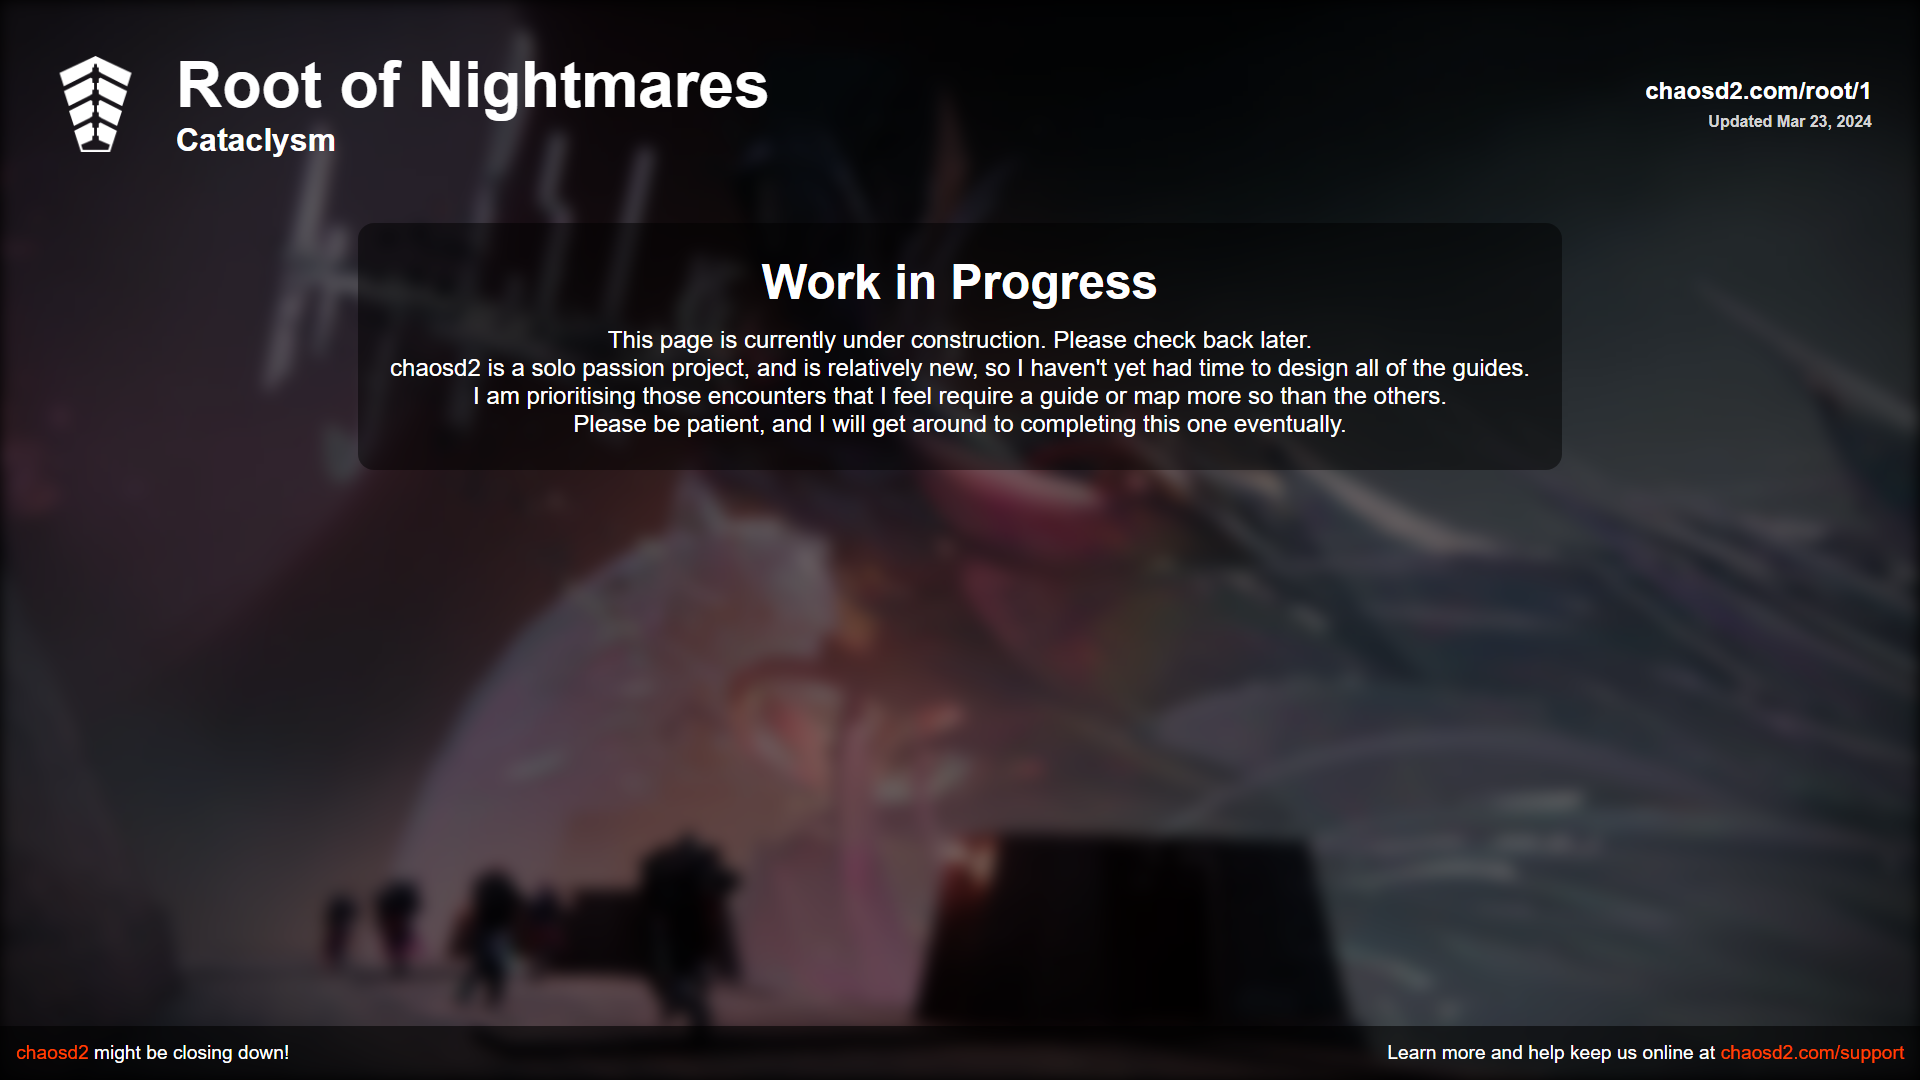 Root of Nightmares
Cataclysm
chaosd2.com/root/1
Updated Mar 23, 2024
Work in Progress
This page is currently under construction. Please check back later.
chaosd2 is a solo passion project, and is relatively new, so I haven't yet had time to design all of the guides.
I am prioritising those encounters that I feel require a guide or map more so than the others.
Please be patient, and I will get around to completing this one eventually.
chaosd2 might be closing down!
Learn more and help keep us online at chaosd2.com/support